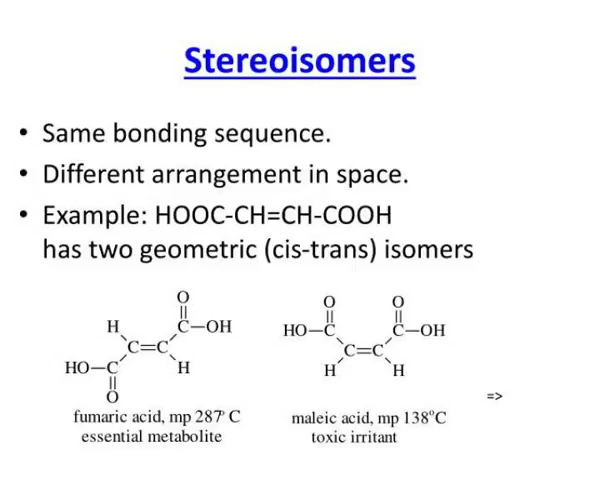 Stereoisomers
• Same bonding sequence.
• Different arrangement in space.
• Example: HOOC-CH=CH-COOH
has two geometric (cis-trans) isomers
O
H C—OH
C=C
HO—C H
O
fumaric acid, mp 287° C
essential metabolite
O O
HO—C C—OH
C=C
H H
maleic acid, mp 138°C
toxic irritant
=>